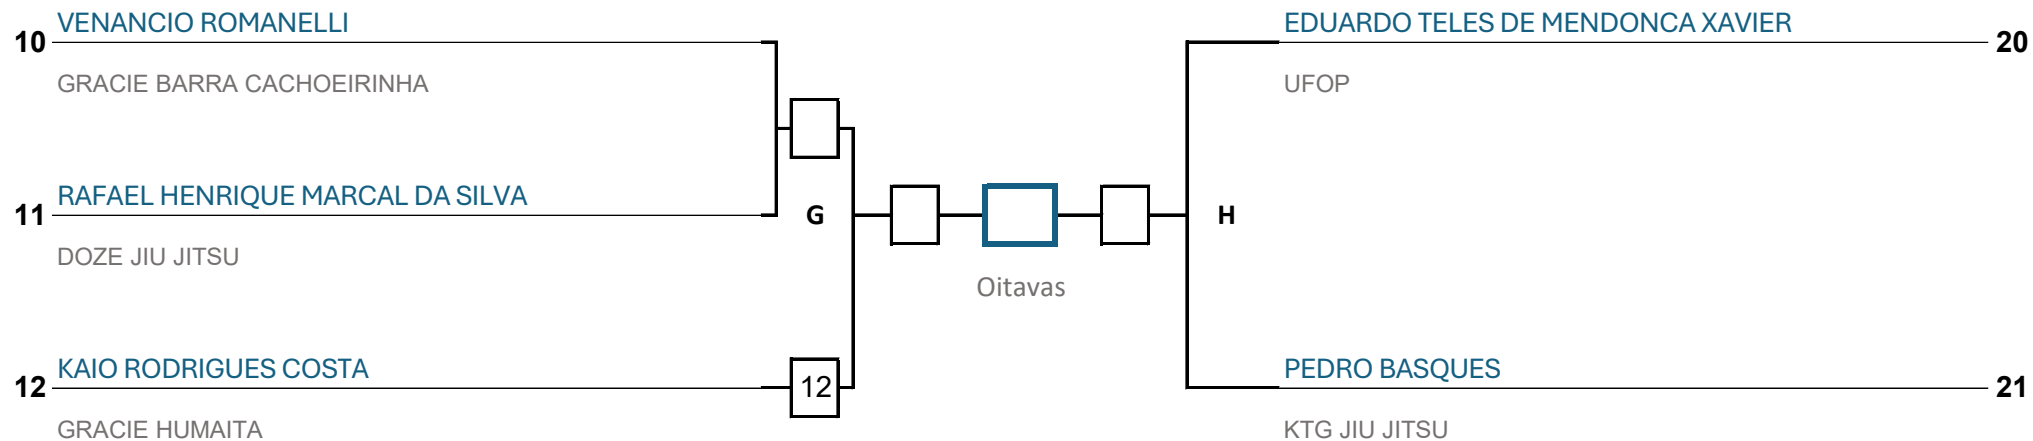 VENANCIO ROMANELLI
10
GRACIE BARRA CACHOEIRINHA
RAFAEL HENRIQUE MARCAL DA SILVA
11
DOZE JIU JITSU
G
KAIO RODRIGUES COSTA
12
12
GRACIE HUMAITA
Oitavas
EDUARDO TELES DE MENDONCA XAVIER
20
UFOP
H
PEDRO BASQUES
21
KTG JIU JITSU